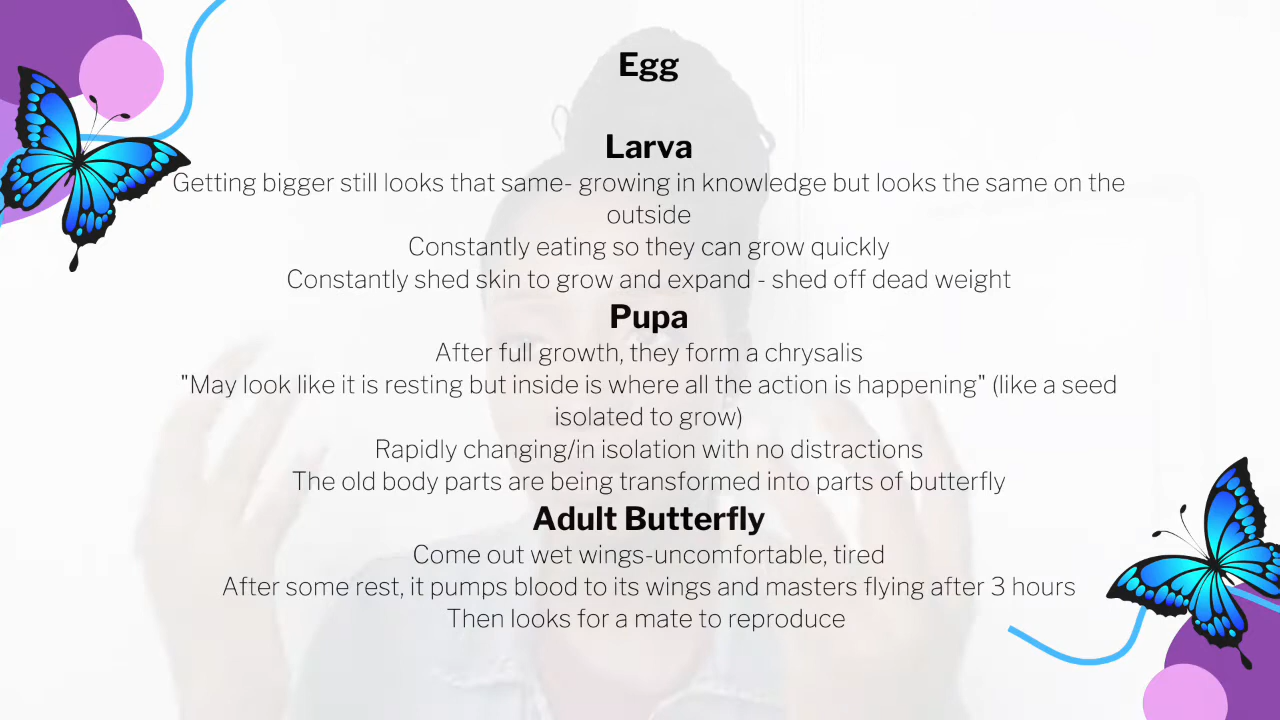 Egg
Larva
Getting bigger still looks that same- growing in knowledge but looks the same on the
outside
Constantly eating so they can grow quickly
Constantly shed skin to grow and expand - shed off dead weight
Pupa
After full growth, they form a chrysalis
"May look like it is resting but inside is where all the action is happening" (like a seed
isolated to grow)
Rapidly changing/in isolation with no distractions
The old body parts are being transformed into parts of butterfly
Adult Butterfly
Come out wet wings-uncomfortable, tired
After some rest, it pumps blood to its wings and masters flying after 3 hours
Then looks for a mate to reproduce